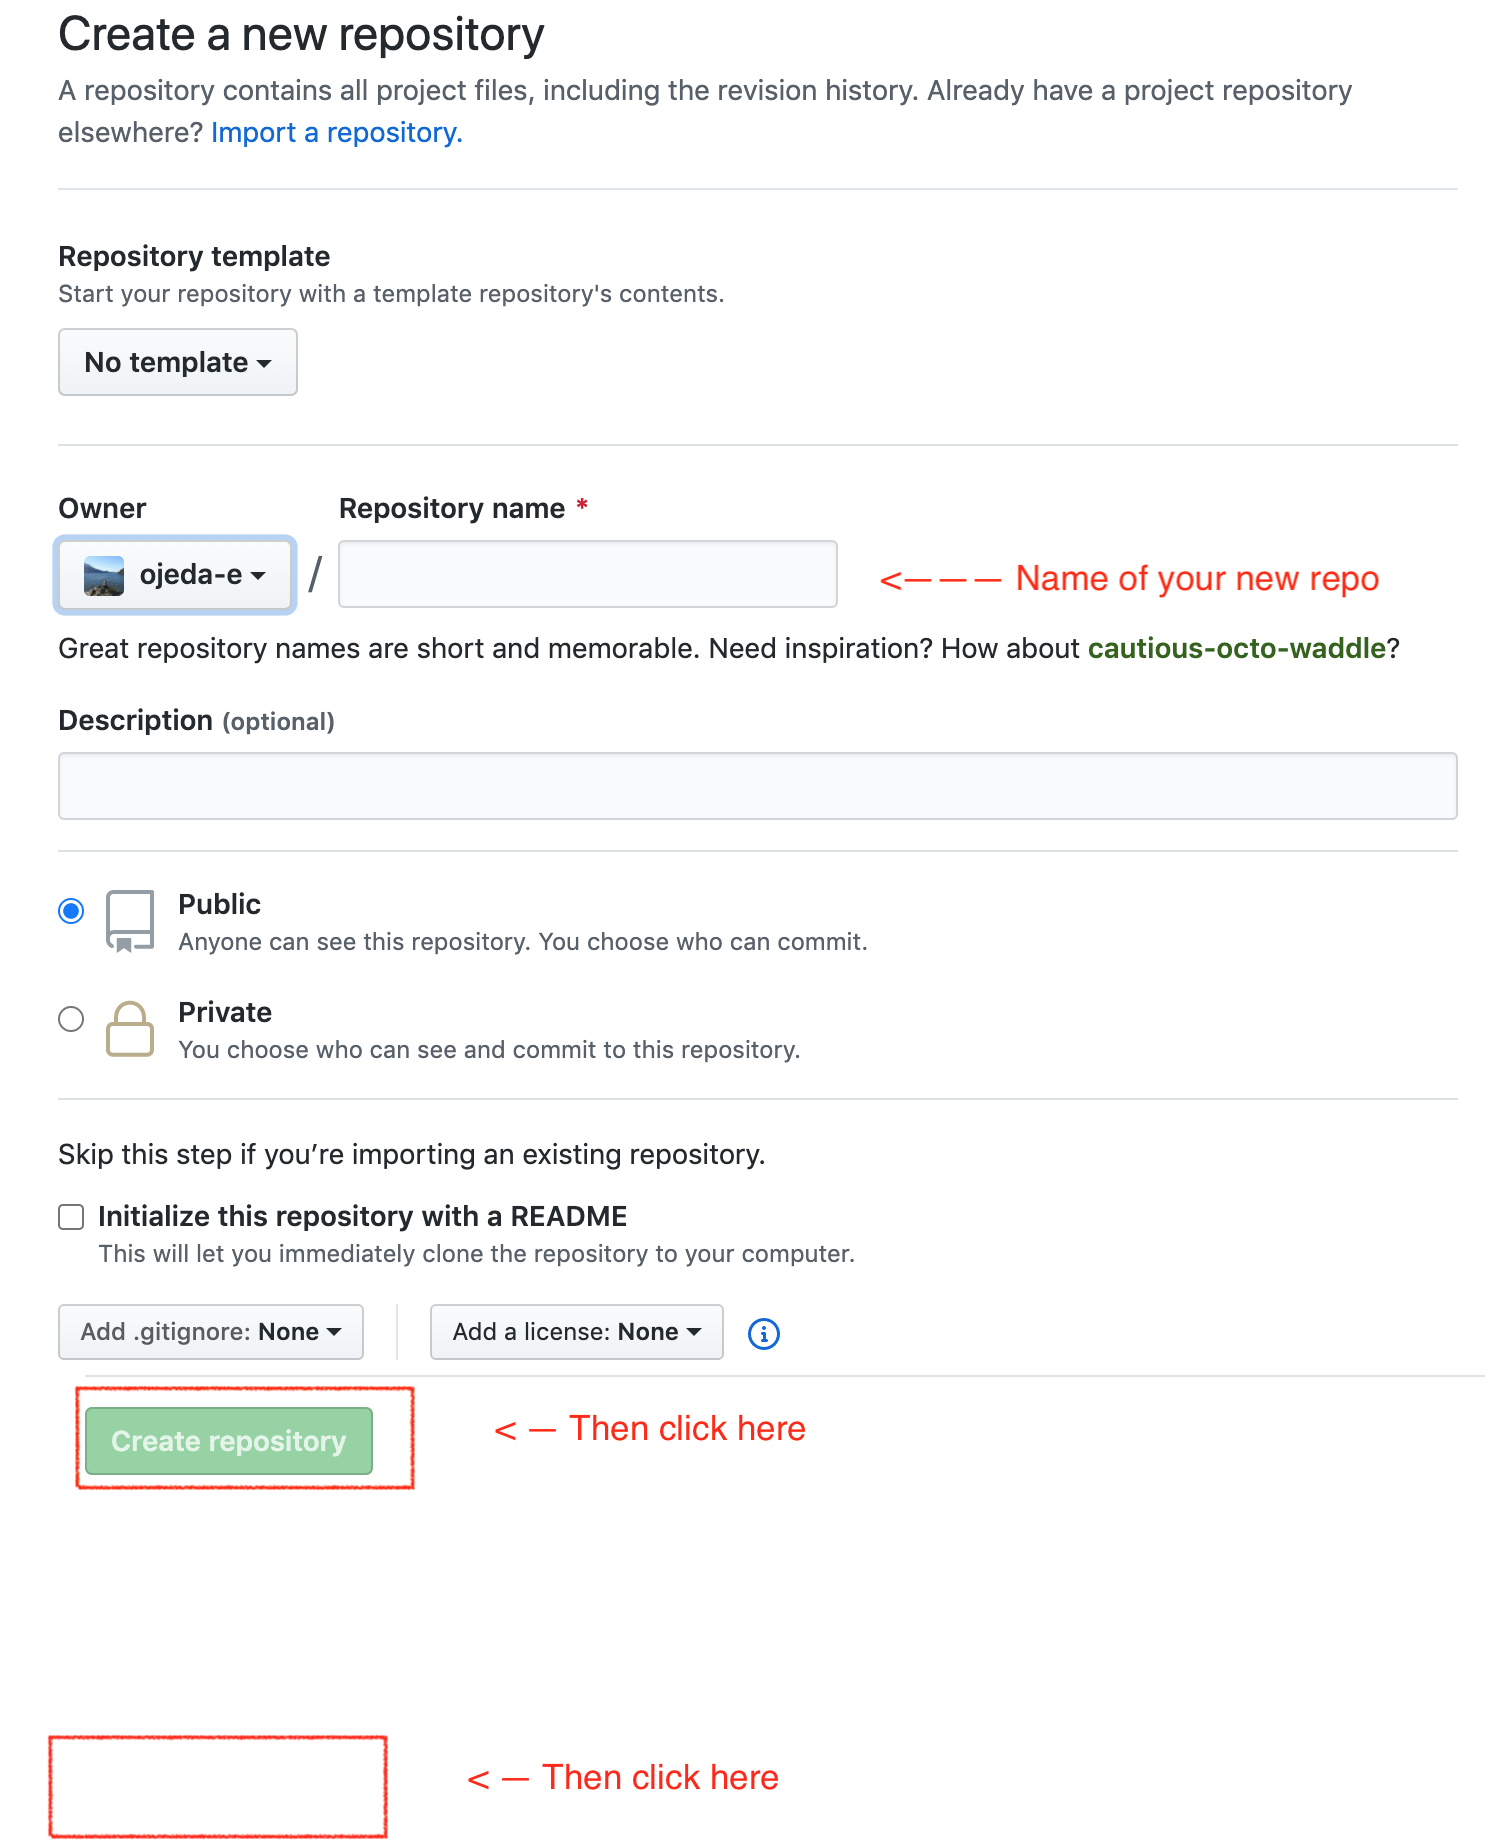 Create a new repository
A repository contains all project files, including the revision history. Already have a project repository
elsewhere? Import a repository.
Repository template
Start your repository with a template repository's contents.
No template
Owner
Repository name *
ojeda-e
/
<– – – Name of your new repo
Great repository names are short and memorable. Need inspiration? How about cautious-octo-waddle?
Description (optional)
Public
Anyone can see this repository. You choose who can commit.
Private
You choose who can see and commit to this repository.
Skip this step if you’re importing an existing repository.
Initialize this repository with a README
This will let you immediately clone the repository to your computer.
Add .gitignore: None
Add a license: None
Create repository
< – Then click here
< – Then click here